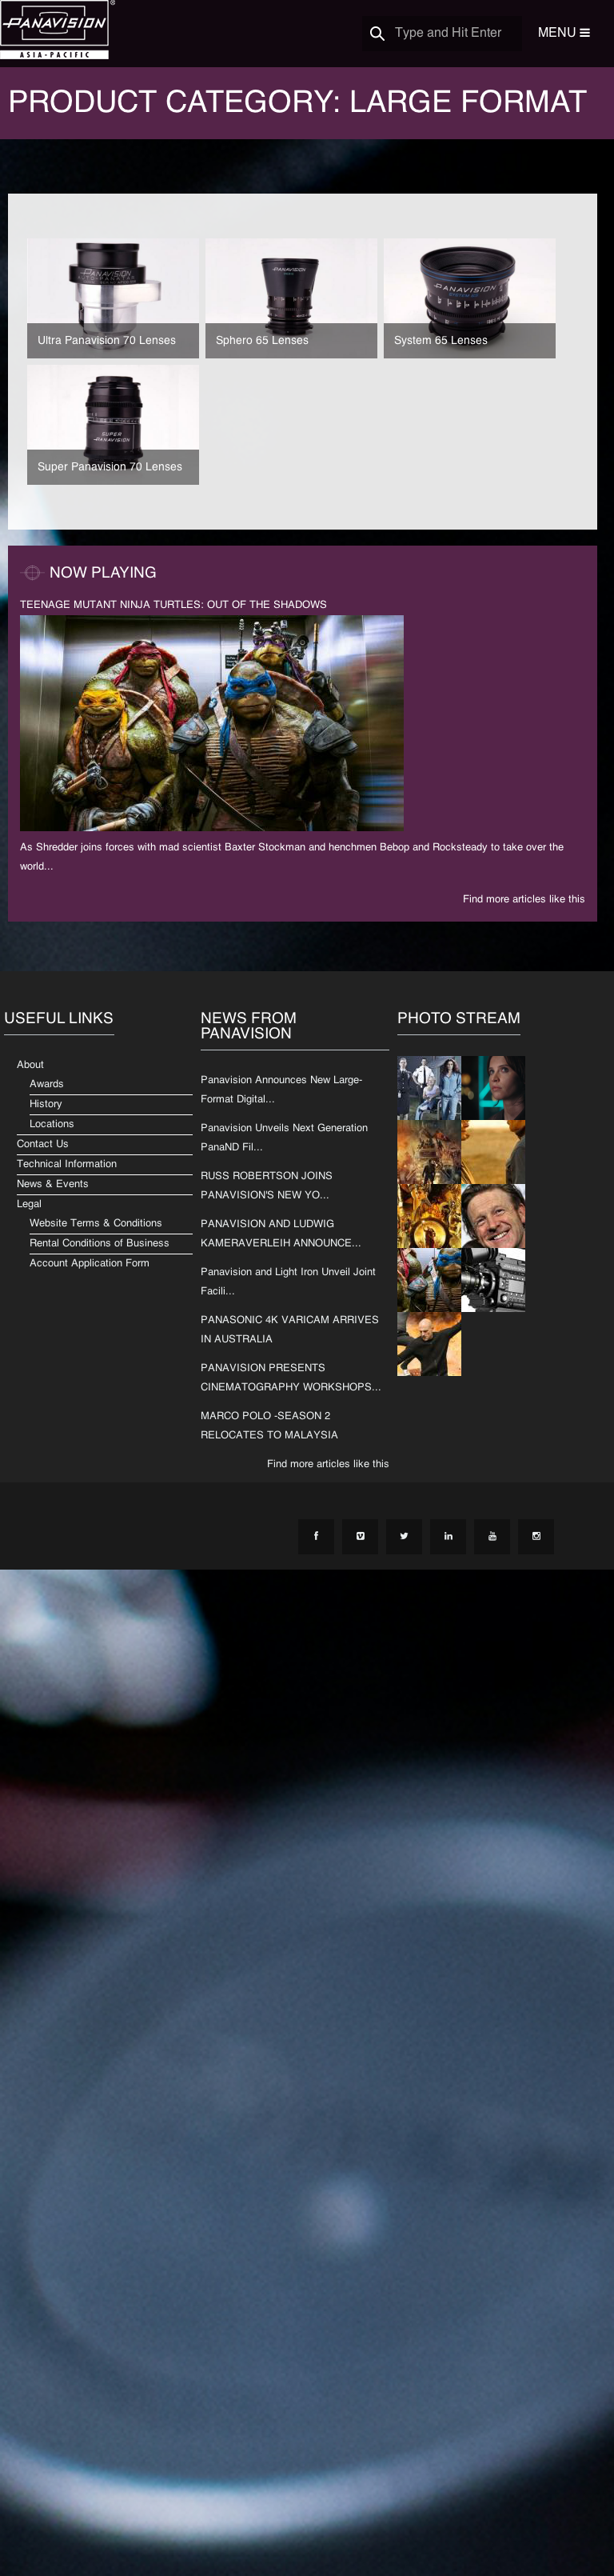 PANAVISION®
ASIA-PACIFIC
Type and Hit Enter
MENU
PRODUCT CATEGORY: LARGE FORMAT
PANAVISION
PANAVISION
PANAVISION
Ultra Panavision 70 Lenses
Sphero 65 Lenses
System 65 Lenses
SUPER
PANAVISION
Super Panavision 70 Lenses
NOW PLAYING
TEENAGE MUTANT NINJA TURTLES: OUT OF THE SHADOWS
As Shredder joins forces with mad scientist Baxter Stockman and henchmen Bebop and Rocksteady to take over the
world...
Find more articles like this
USEFUL LINKS
About
Awards
History
Locations
Contact Us
Technical Information
News & Events
Legal
Website Terms & Conditions
Rental Conditions of Business
Account Application Form
NEWS FROM
PANAVISION
Panavision Announces New Large-
Format Digital...
Panavision Unveils Next Generation
PanaND Fil...
RUSS ROBERTSON JOINS
PANAVISION'S NEW YO...
PANAVISION AND LUDWIG
KAMERAVERLEIH ANNOUNCE...
Panavision and Light Iron Unveil Joint
Facili...
PANASONIC 4K VARICAM ARRIVES
IN AUSTRALIA
PANAVISION PRESENTS
CINEMATOGRAPHY WORKSHOPS...
MARCO POLO -SEASON 2
RELOCATES TO MALAYSIA
Find more articles like this
PHOTO STREAM